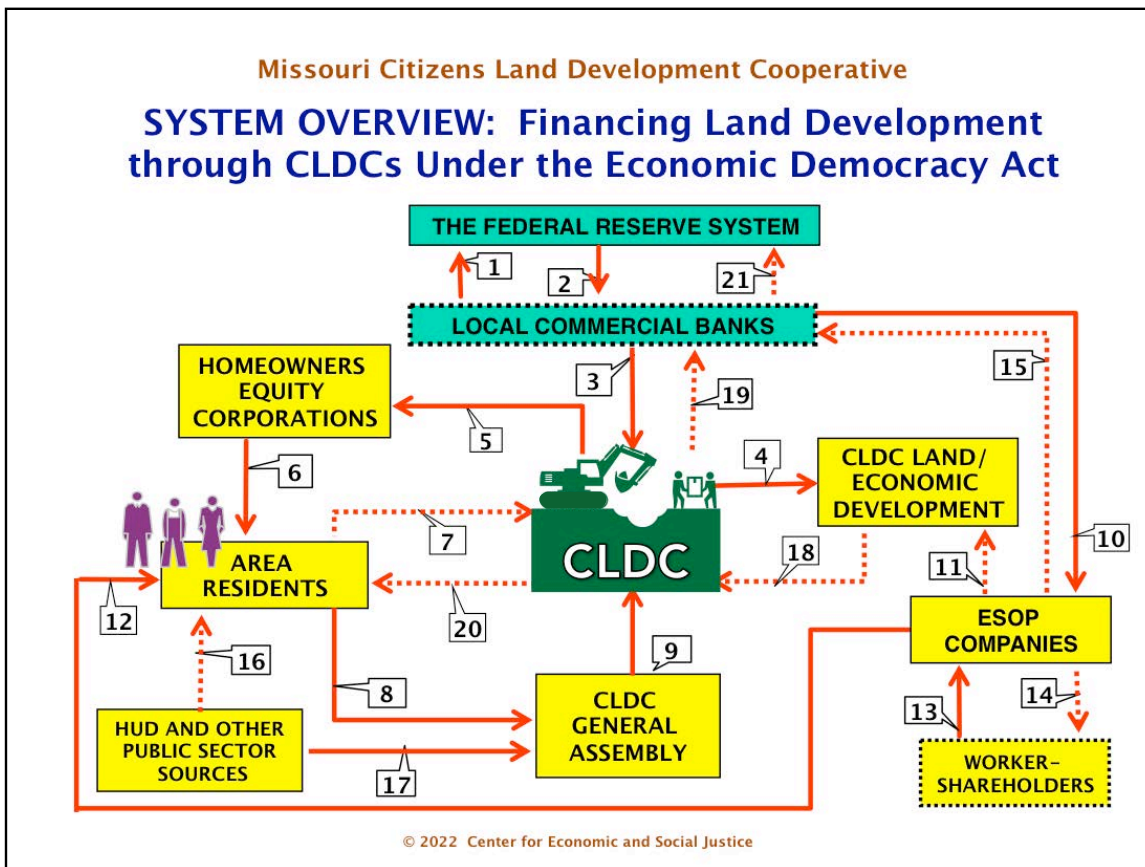 Missouri Citizens Land Development Cooperative
SYSTEM OVERVIEW: Financing Land Development
through CLDCs Under the Economic Democracy Act
THE FEDERAL RESERVE SYSTEM
1
2
21
LOCAL COMMERCIAL BANKS
HOMEOWNERS
EQUITY
CORPORATIONS
3
19
15
5
6
4
CLDC LAND/
ECONOMIC
DEVELOPMENT
7
CLDC
18
10
AREA
RESIDENTS
11
12
20
ESOP
COMPANIES
16
9
8
CLDC
GENERAL
ASSEMBLY
13
14
HUD AND OTHER
PUBLIC SECTOR
SOURCES
17
WORKER-
SHAREHOLDERS
© 2022 Center for Economic and Social Justice